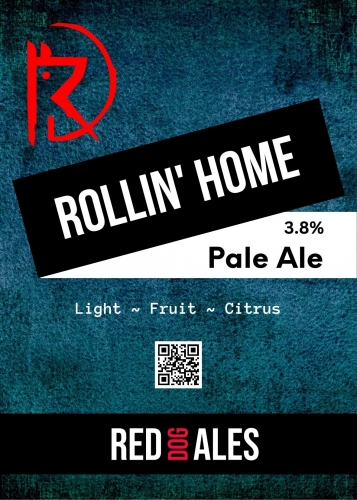 ROLLIN' HOME
3.8%
Pale Ale
Light ~ Fruit ~ Citrus
RED DOG ALES